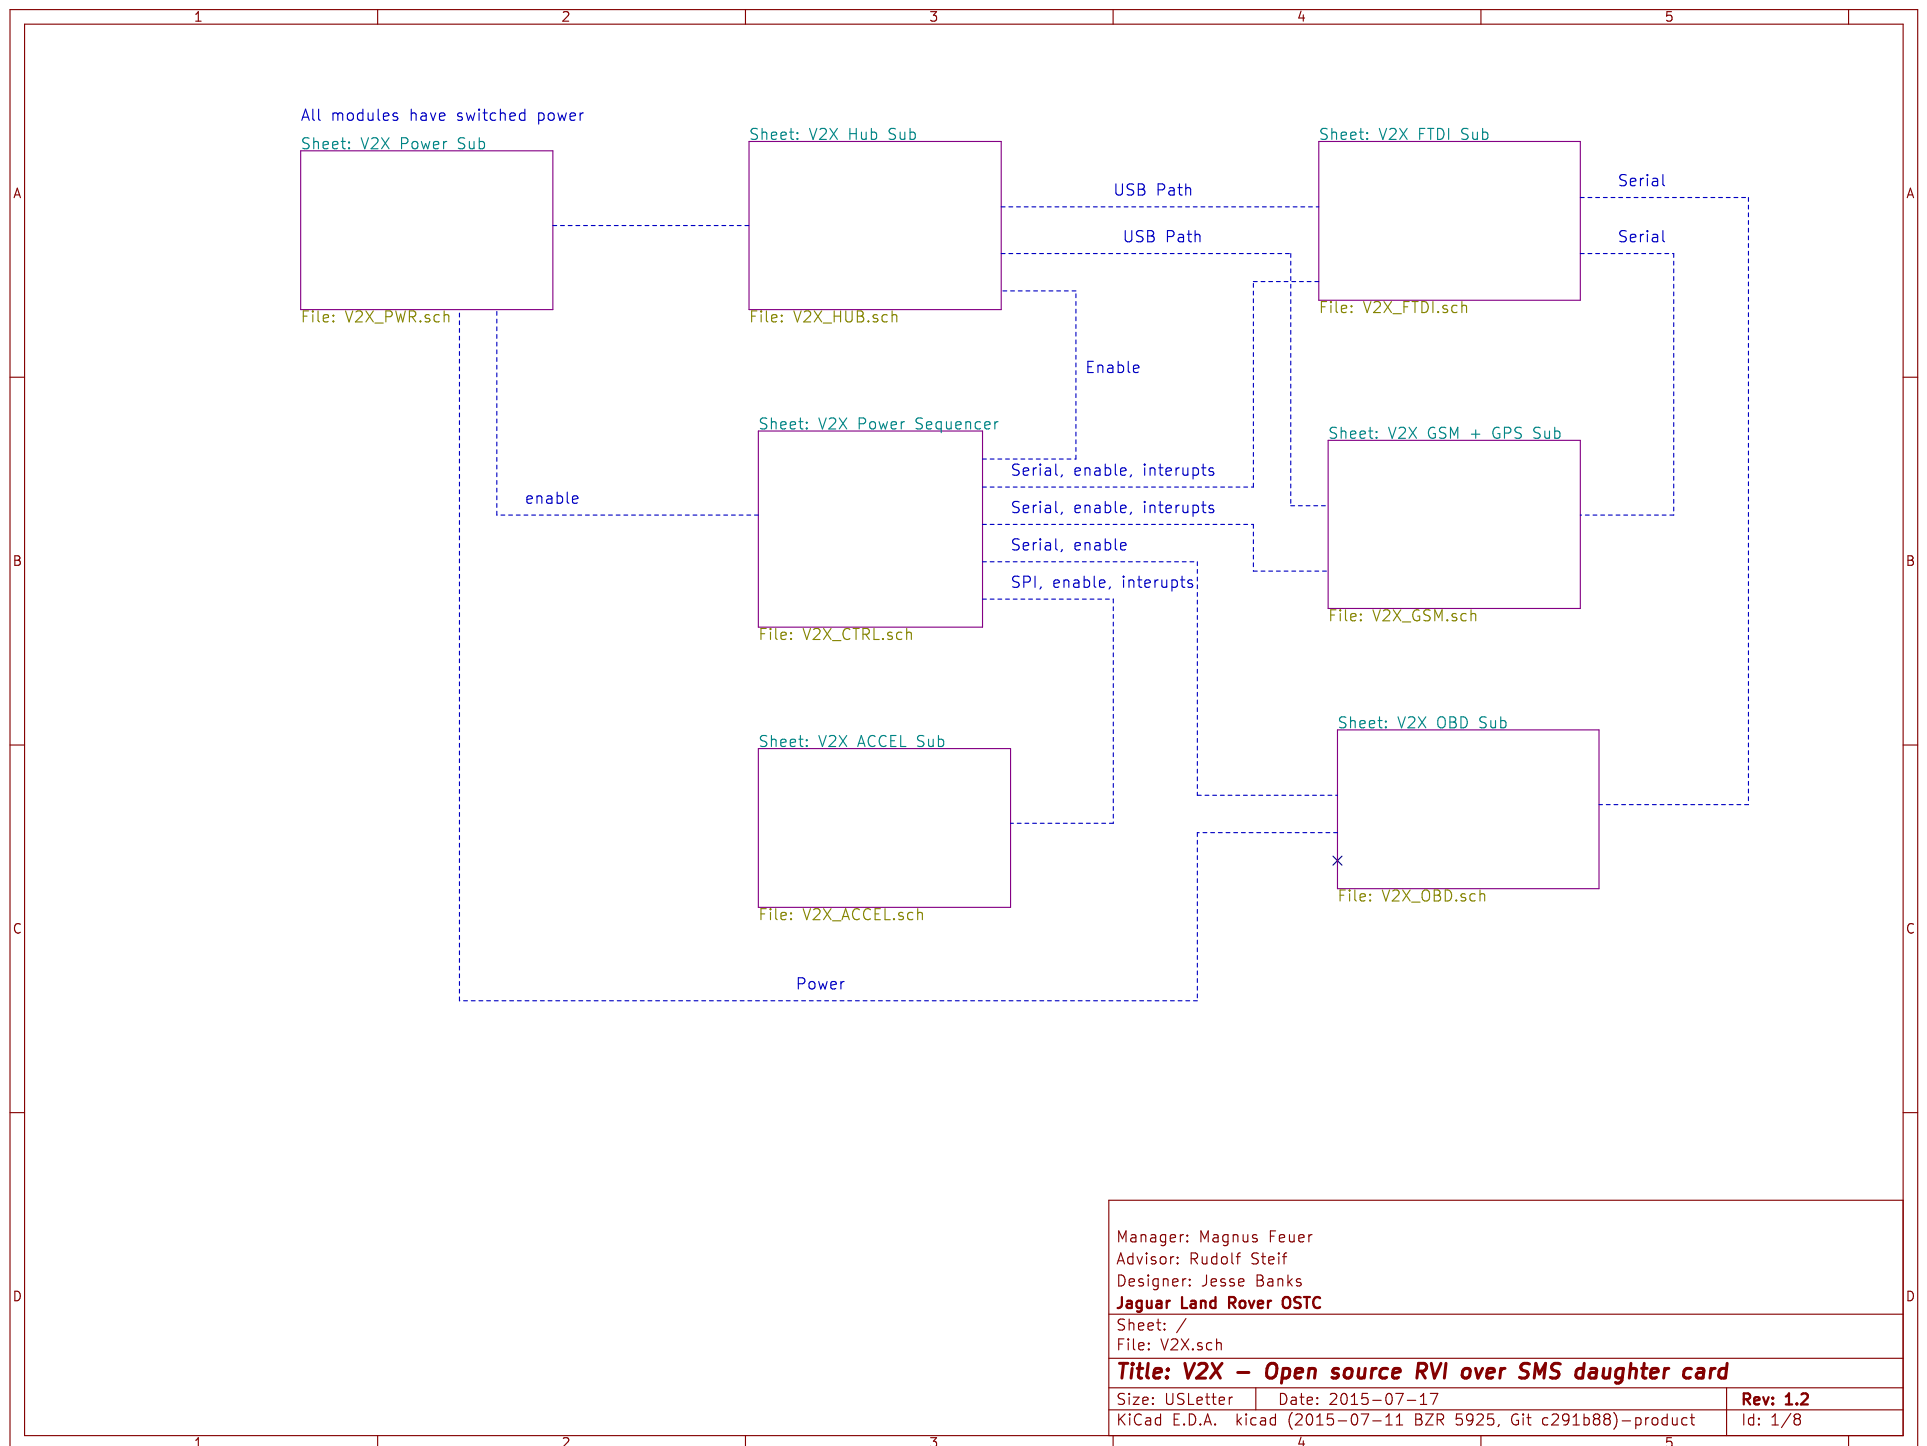 1 2 3 4 5
All modules have switched power
Sheet: V2X Power Sub
File: V2X_PWR.sch
Sheet: V2X Hub Sub
File: V2X_HUB.sch
Sheet: V2X FTDI Sub
File: V2X_FTDI.sch
USB Path
USB Path
Serial
Serial
A
A
Enable
enable
Sheet: V2X Power Sequencer
File: V2X_CTRL.sch
Serial, enable, interupts
Serial, enable, interupts
Serial, enable
SPI, enable, interupts
Sheet: V2X GSM + GPS Sub
File: V2X_GSM.sch
B
B
Sheet: V2X ACCEL Sub
File: V2X_ACCEL.sch
Sheet: V2X OBD Sub
File: V2X_OBD.sch
C
C
Power
D
D
Manager: Magnus Feuer
Advisor: Rudolf Steif
Designer: Jesse Banks
Jaguar Land Rover OSTC
Sheet: /
File: V2X.sch
Title: V2X – Open source RVI over SMS daughter card
Size: USLetter Date: 2015-07-17 Rev: 1.2
KiCad E.D.A. kicad (2015-07-11 BZR 5925, Git c291b88)-product Id: 1/8
1 2 3 4 5